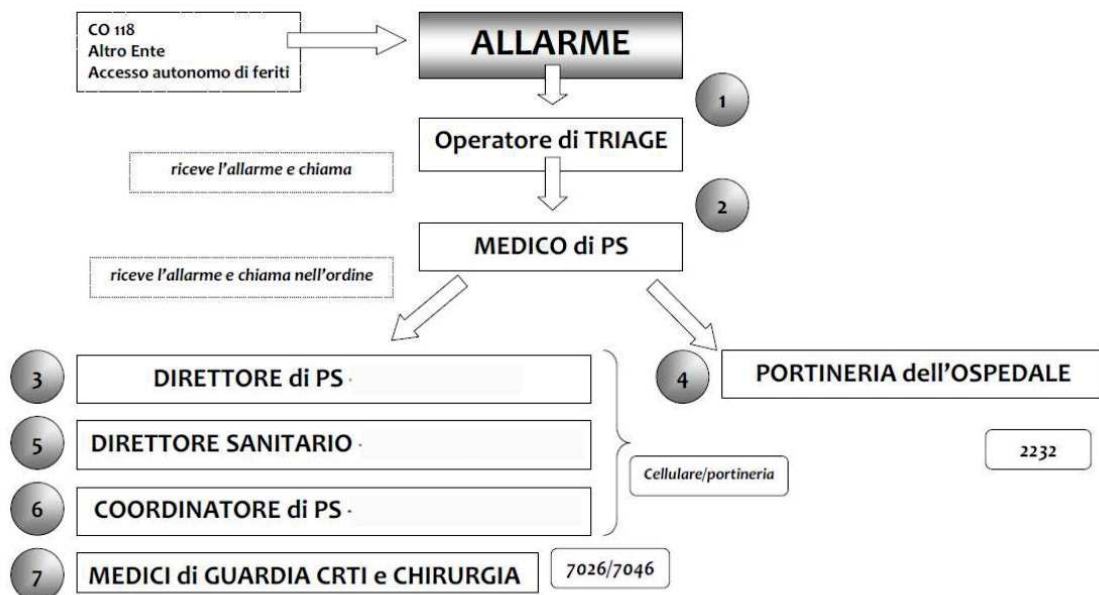 CO 118
Altro Ente
Accesso autonomo di feriti
ALLARME
1
Operatore di TRIAGE
riceve l'allarme e chiama
2
MEDICO di PS
riceve l'allarme e chiama nell'ordine
3
DIRETTORE di PS
4
PORTINERIA dell'OSPEDALE
5
DIRETTORE SANITARIO
2232
Cellulare/portineria
6
COORDINATORE di PS
7
MEDICI di GUARDIA CRTI e CHIRURGIA
7026/7046